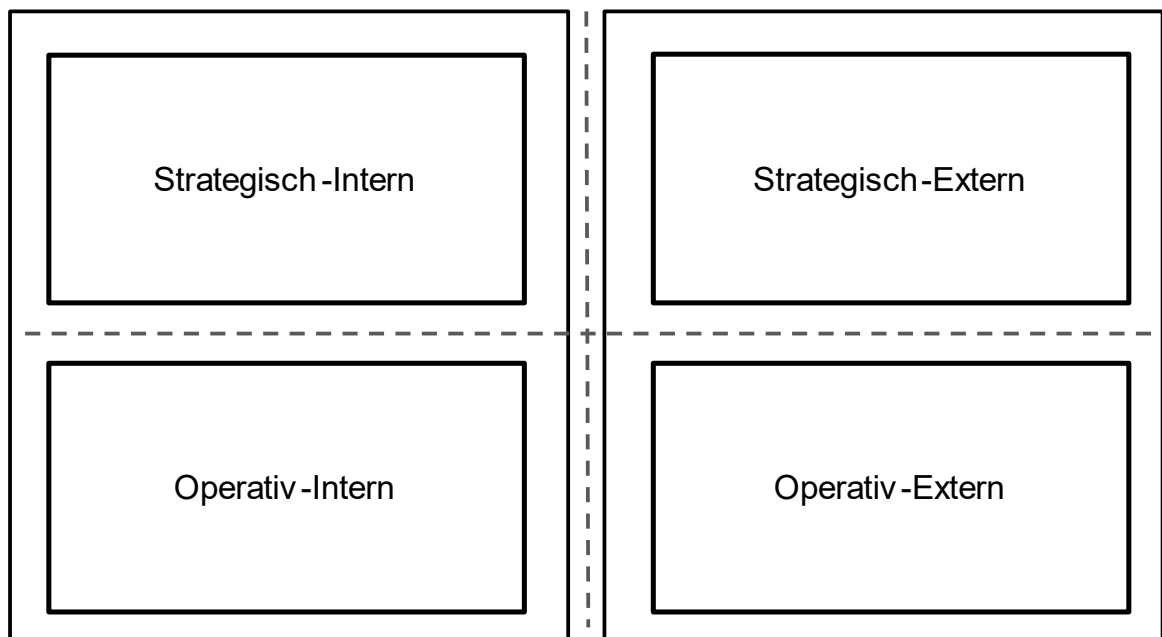 Strategisch-Intern
Strategisch-Extern
Operativ-Intern
Operativ-Extern